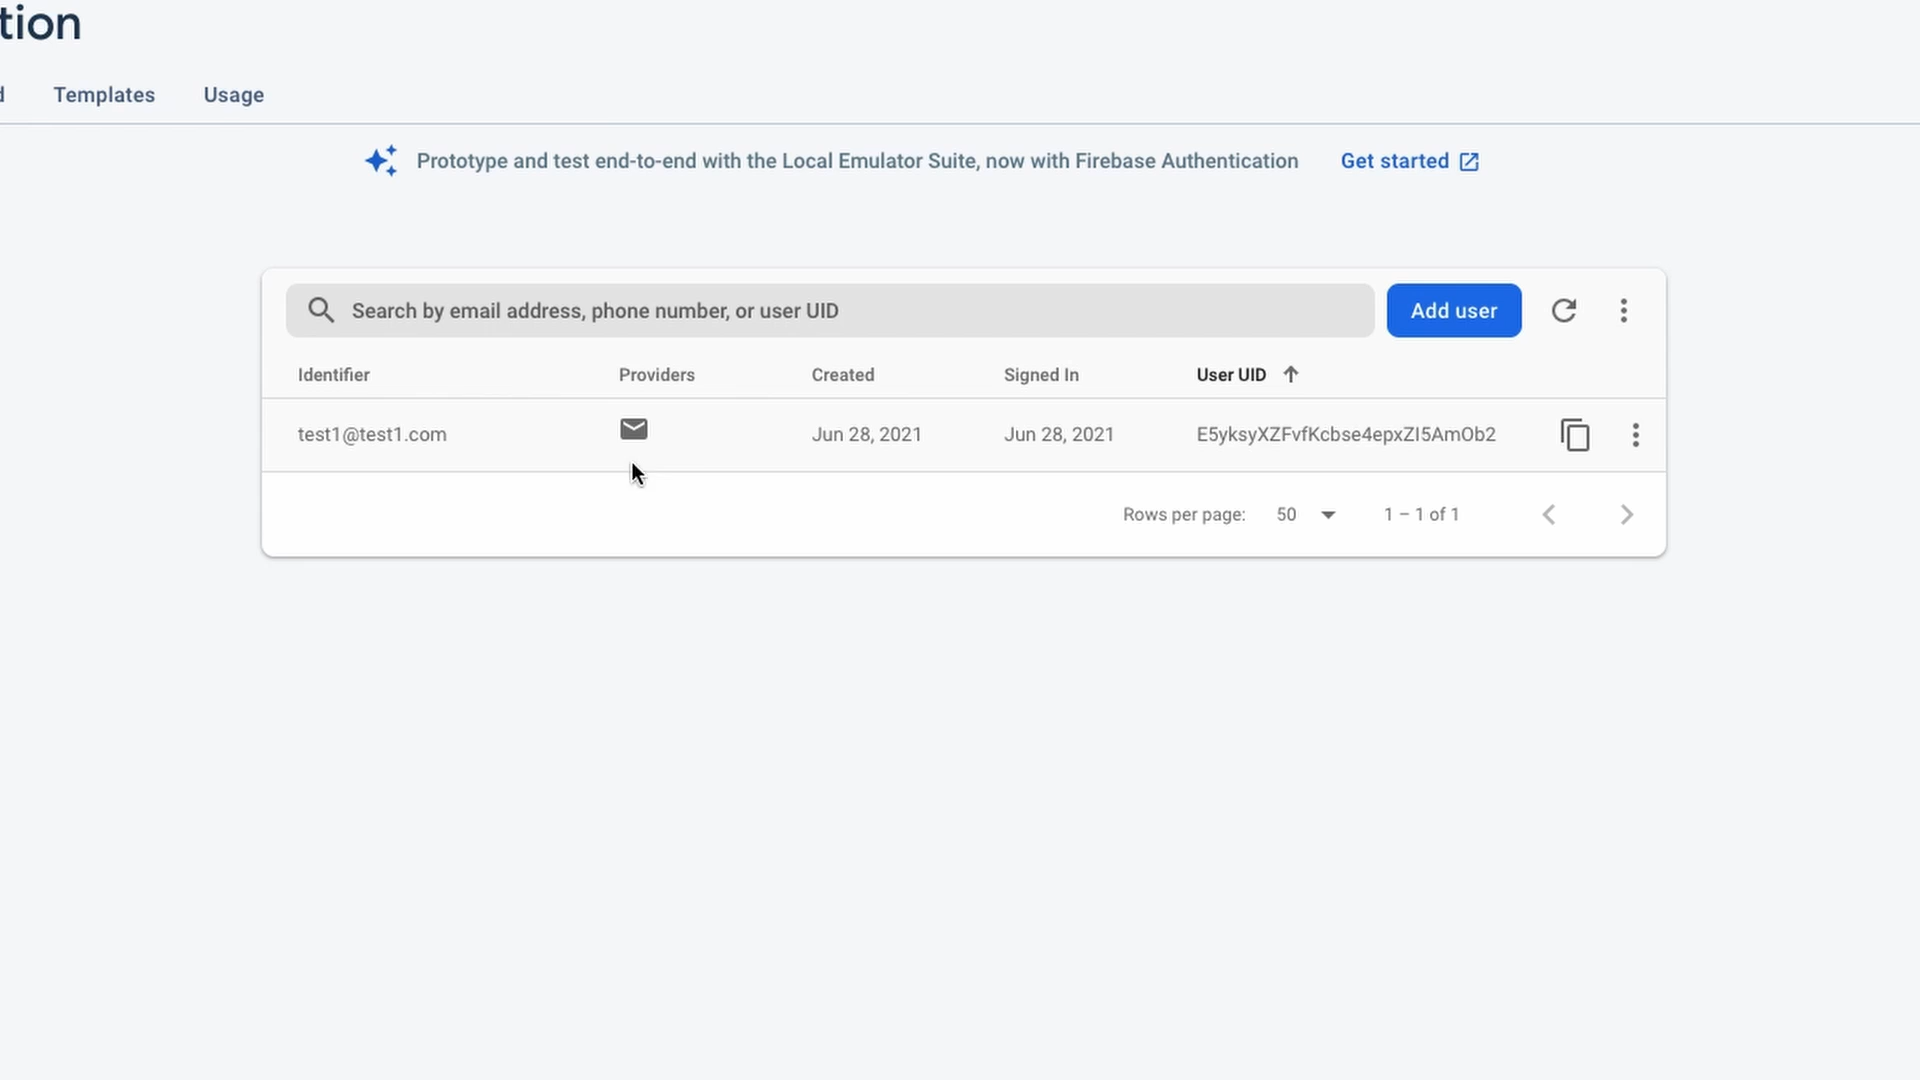 tion
d
Templates
Usage
Prototype and test end-to-end with the Local Emulator Suite, now with Firebase Authentication
Get started
Search by email address, phone number, or user UID
Add user
Identifier
Providers
Created
Signed In
User UID
test1@test1.com
Jun 28, 2021
Jun 28, 2021
E5yksyXZFvfKcbse4epxZI5AmOb2
Rows per page:
50
1 – 1 of 1